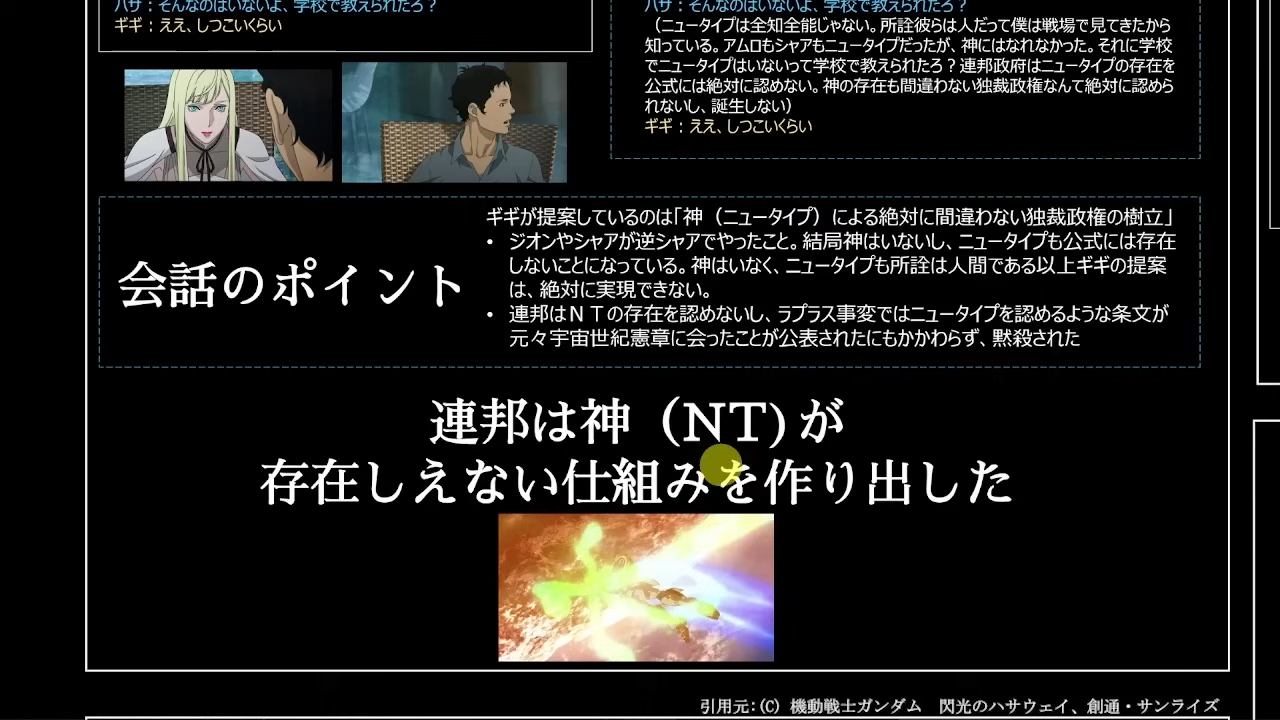 ハサ：そんなのはいないよ、学校で教えられたろ？
ギギ：ええ、しつこいくらい
ハサ：そんなのはいないよ、学校で教えられたろ？
（ニュータイプは全知全能じゃない。所詮彼らは人だって僕は戦場で見てきたから
知っている。アムロもシャアもニュータイプだったが、神にはなれなかった。それに学校
でニュータイプはいないって学校で教えられたろ？連邦政府はニュータイプの存在を
公式には絶対に認めない。神の存在も間違わない独裁政権なんて絶対に認めら
れないし、誕生しない）
ギギ：ええ、しつこいくらい
会話のポイント
ギギが提案しているのは「神（ニュータイプ）による絶対に間違わない独裁政権の樹立」
• ジオンやシャアが逆シャアでやったこと。結局神はいないし、ニュータイプも公式には存在
しないことになっている。神はいなく、ニュータイプも所詮は人間である以上ギギの提案
は、絶対に実現できない。
• 連邦はＮＴの存在を認めないし、ラプラス事変ではニュータイプを認めるような条文が
元々宇宙世紀憲章に会ったことが公表されたにもかかわらず、黙殺された
連邦は神（NT）が
存在しえない仕組みを作り出した
引用元：(C) 機動戦士ガンダム　閃光のハサウェイ、創通・サンライズ